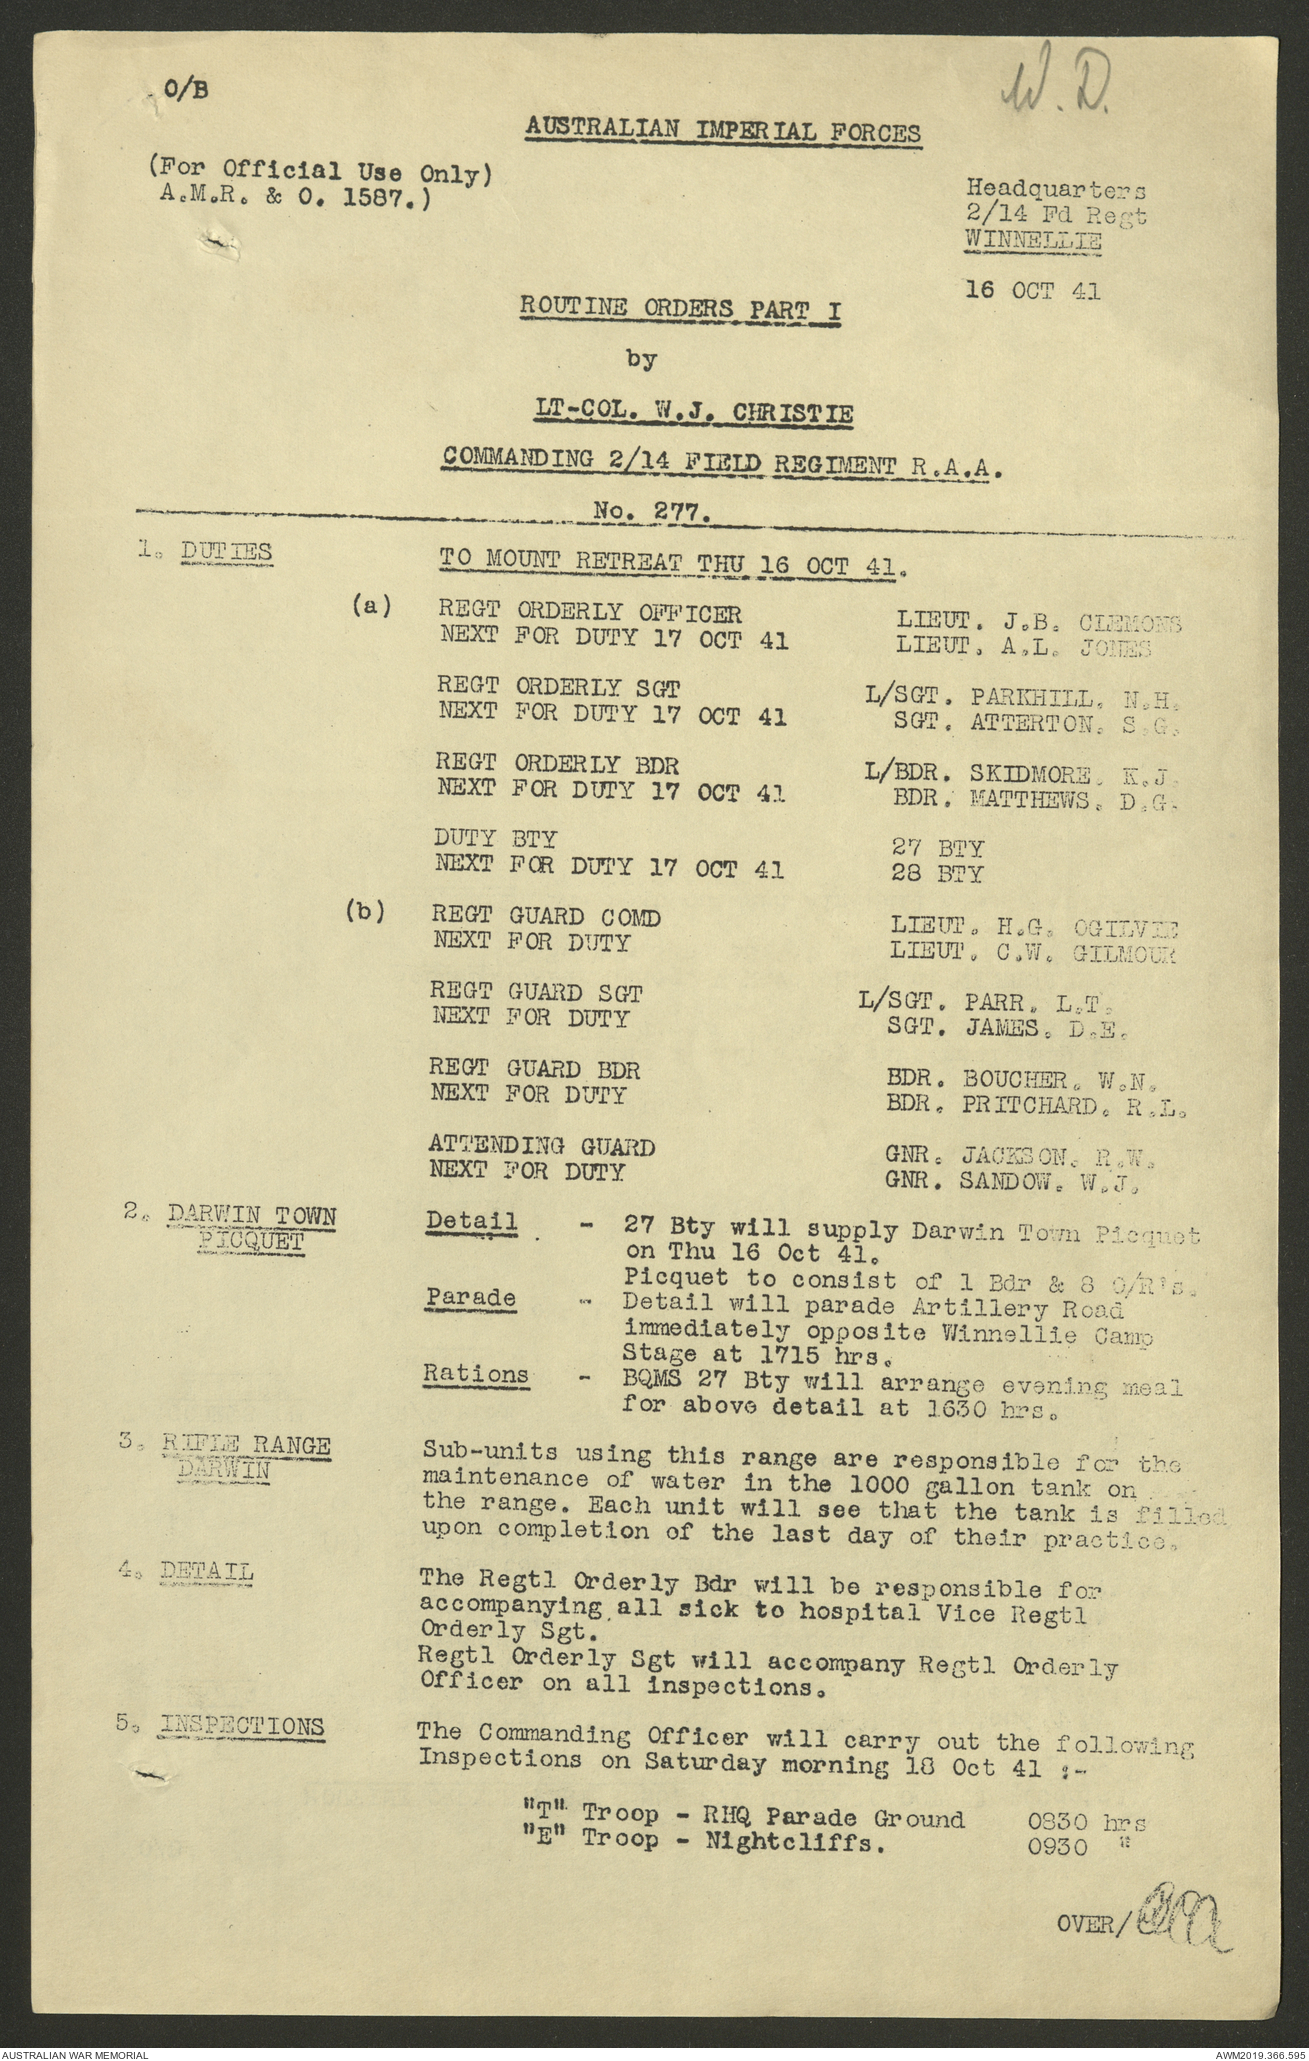 O/B
W.D.
AUSTRALIAN IMPERIAL FORCES
(For Official Use Only)
A.M.R. & O. 1587.)
Headquarters
2/14 Fd Regt
WINNELLIE
16 OCT 41
ROUTINE ORDERS PART I
by
LT-COL. W.J. CHRISTIE
COMMANDING 2/14 FIELD REGIMENT R.A.A.
No. 277.
1. DUTIES TO MOUNT RETREAT THU 16 OCT 41.
(a) REGT ORDERLY OFFICER LIEUT. J.B. CLEMONS
NEXT FOR DUTY 17 OCT 41 LIEUT. A.L. JONES
REGT ORDERLY SGT L/SGT. PARKHILL. N.H.
NEXT FOR DUTY 17 OCT 41 SGT. ATTERTON. S.G.
REGT ORDERLY BDR L/BDR. SKIDMORE. K.J.
NEXT FOR DUTY 17 OCT 41 BDR. MATTHEWS. D.G.
DUTY BTY 27 BTY
NEXT FOR DUTY 17 OCT 41 28 BTY
(b) REGT GUARD COMD LIEUT. H.G. OGILVIE
NEXT FOR DUTY LIEUT. C.W. GILMOUR
REGT GUARD SGT L/SGT. PARR. L.T.
NEXT FOR DUTY SGT. JAMES. D.E.
REGT GUARD BDR BDR. BOUCHER. W.N.
NEXT FOR DUTY BDR. PRITCHARD. R.L.
ATTENDING GUARD GNR. JACKSON. R.W.
NEXT FOR DUTY GNR. SANDOW. W.J.
2. DARWIN TOWN Detail - 27 Bty will supply Darwin Town Picquet
PICQUET on Thu 16 Oct 41.
Picquet to consist of 1 Bdr & 8 O/R's.
Parade - Detail will parade Artillery Road
immediately opposite Winnellie Camp
Stage at 1715 hrs.
Rations - BQMS 27 Bty will arrange evening meal
for above detail at 1630 hrs.
3. RIFLE RANGE Sub-units using this range are responsible for the
DARWIN maintenance of water in the 1000 gallon tank on
the range. Each unit will see that the tank is filled
upon completion of the last day of their practice.
4. DETAIL The Regtl Orderly Bdr will be responsible for
accompanying all sick to hospital Vice Regtl
Orderly Sgt.
Regtl Orderly Sgt will accompany Regtl Orderly
Officer on all inspections.
5. INSPECTIONS The Commanding Officer will carry out the following
Inspections on Saturday morning 18 Oct 41 :-
"T" Troop - RHQ Parade Ground 0830 hrs
"E" Troop - Nightcliffs. 0930 "
OVER/
AUSTRALIAN WAR MEMORIAL AWM2019.366.595